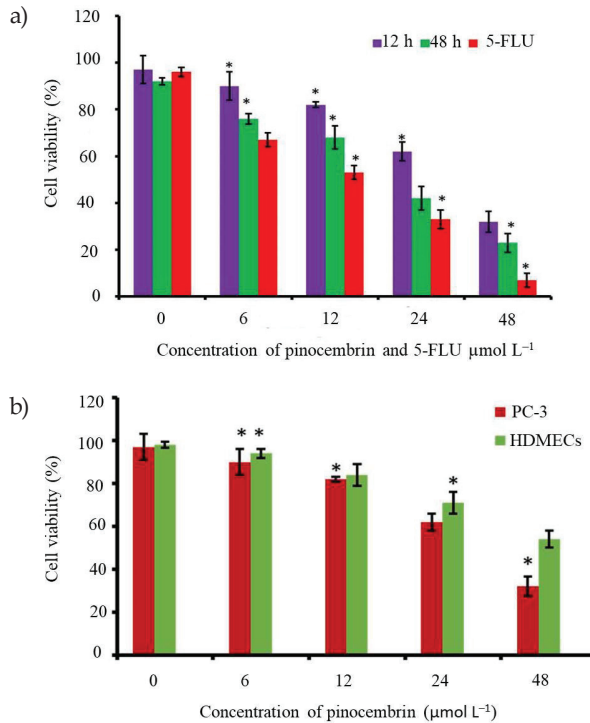 a)
120
100
80
60
40
20
0
Cell viability (%)
12 h 48 h 5-FLU
* * * * * * * * * *
0 6 12 24 48
Concentration of pinocembrin and 5-FLU µmol L⁻¹
b)
120
100
80
60
40
20
0
Cell viability (%)
PC-3
HDMECs
* * * * *
0 6 12 24 48
Concentration of pinocembrin (µmol L⁻¹)